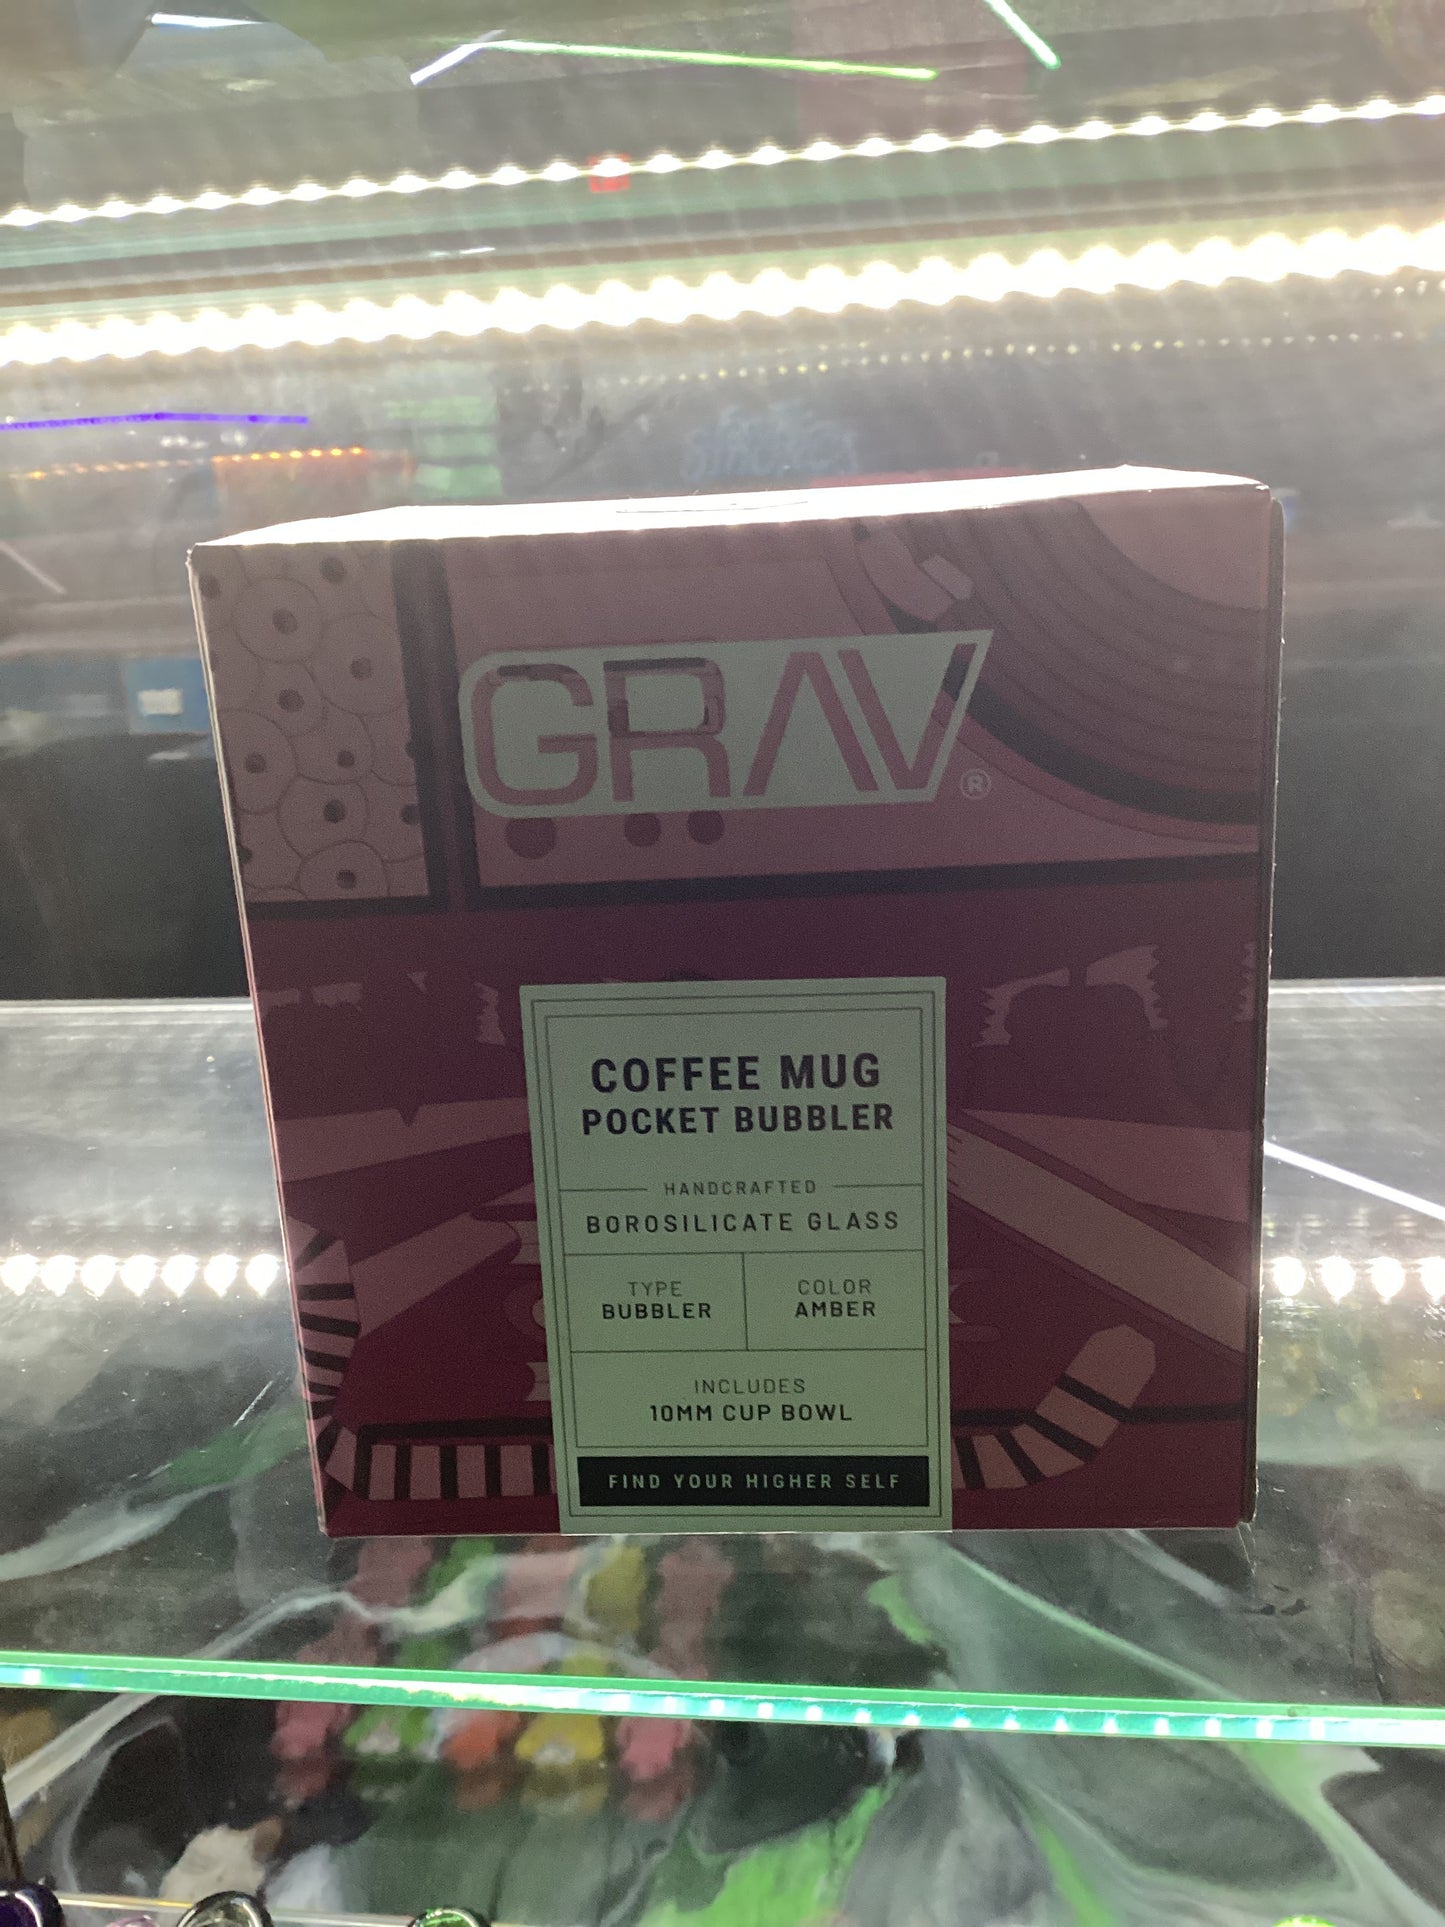 GRAV®
COFFEE MUG
POCKET BUBBLER
HANDCRAFTED
BOROSILICATE GLASS
TYPE
BUBBLER
COLOR
AMBER
INCLUDES
10MM CUP BOWL
FIND YOUR HIGHER SELF